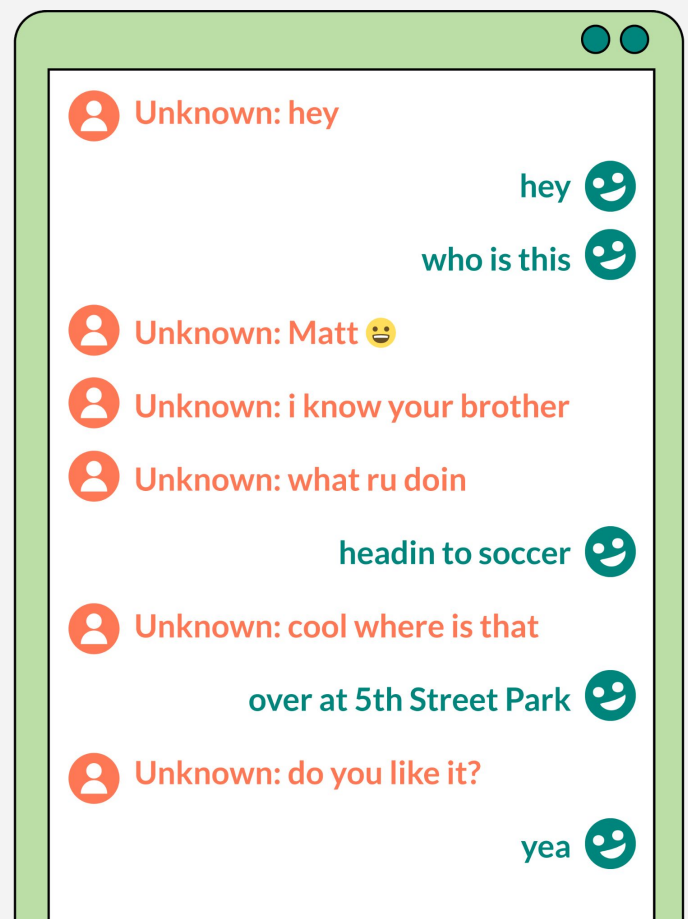 Unknown: hey
hey
who is this
Unknown: Matt 😀
Unknown: i know your brother
Unknown: what ru doin
headin to soccer
Unknown: cool where is that
over at 5th Street Park
Unknown: do you like it?
yea